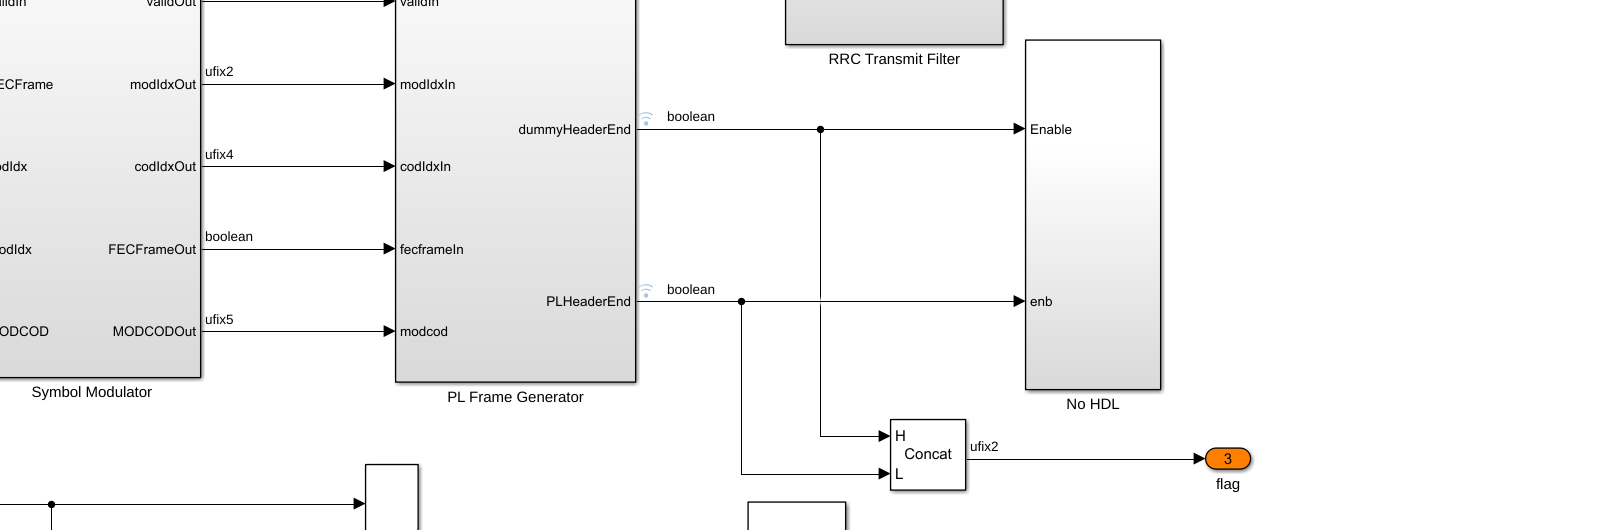 validOut
validIn
RRC Transmit Filter
ufix2
ECFrame
modIdxOut
modIdxIn
boolean
dummyHeaderEnd
Enable
ufix4
odIdx
codIdxOut
codIdxIn
boolean
odIdx
FECFrameOut
fecframeIn
boolean
PLHeaderEnd
enb
ufix5
ODCOD
MODCODOut
modcod
Symbol Modulator
PL Frame Generator
No HDL
H
Concat
L
ufix2
3
flag